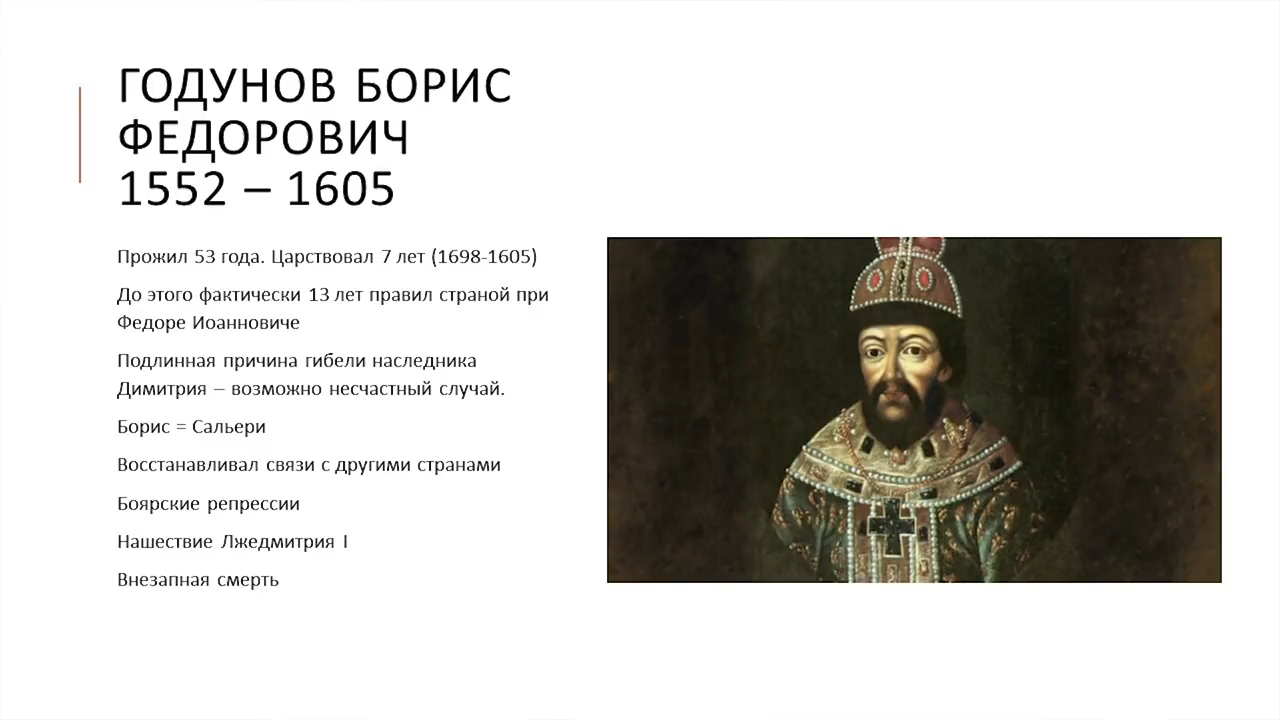 ГОДУНОВ БОРИС
ФЕДОРОВИЧ
1552 – 1605
Прожил 53 года. Царствовал 7 лет (1698-1605)
До этого фактически 13 лет правил страной при
Федоре Иоанновиче
Подлинная причина гибели наследника
Димитрия – возможно несчастный случай.
Борис = Сальери
Восстанавливал связи с другими странами
Боярские репрессии
Нашествие Лжедмитрия I
Внезапная смерть